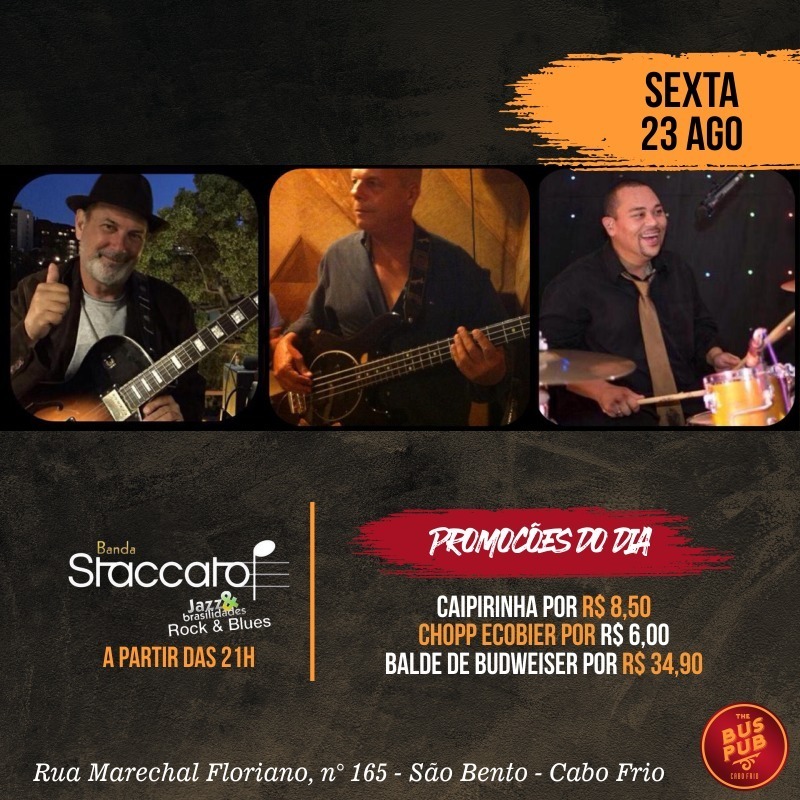 SEXTA
23 AGO
Banda
Staccato
Jazz &
brasilidades
Rock & Blues
A PARTIR DAS 21H
PROMOCÕES DO DIA
CAIPIRINHA POR R$ 8,50
CHOPP ECOBIER POR R$ 6,00
BALDE DE BUDWEISER POR R$ 34,90
Rua Marechal Floriano, n° 165 - São Bento - Cabo Frio
THE
BUS
PUB
CABO FRIO